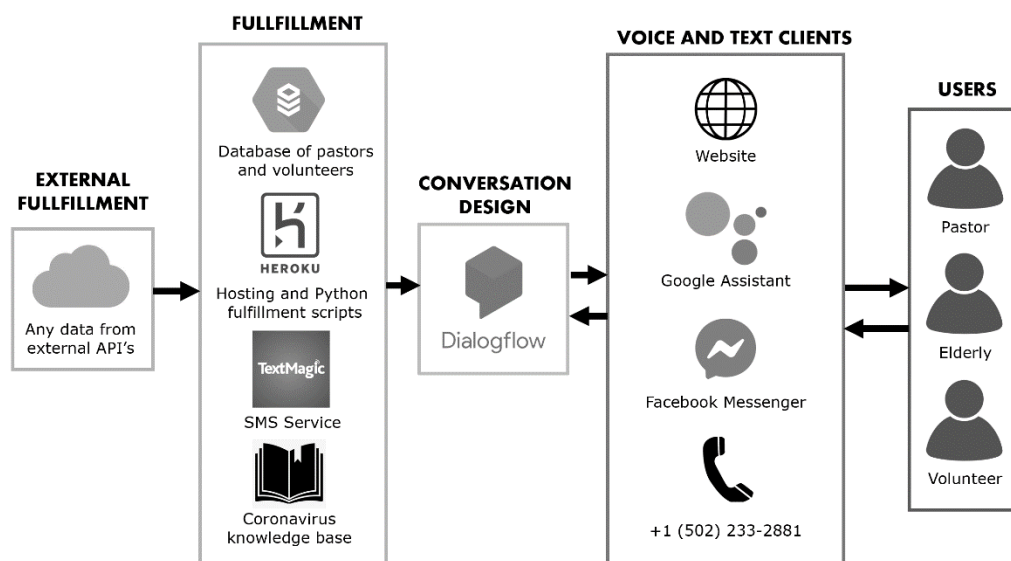 EXTERNAL
FULLFILLMENT
Any data from
external API's
FULLFILLMENT
Database of pastors
and volunteers
HEROKU
Hosting and Python
fulfillment scripts
TextMagic
SMS Service
Coronavirus
knowledge base
CONVERSATION
DESIGN
Dialogflow
VOICE AND TEXT CLIENTS
Website
Google Assistant
Facebook Messenger
+1 (502) 233-2881
USERS
Pastor
Elderly
Volunteer